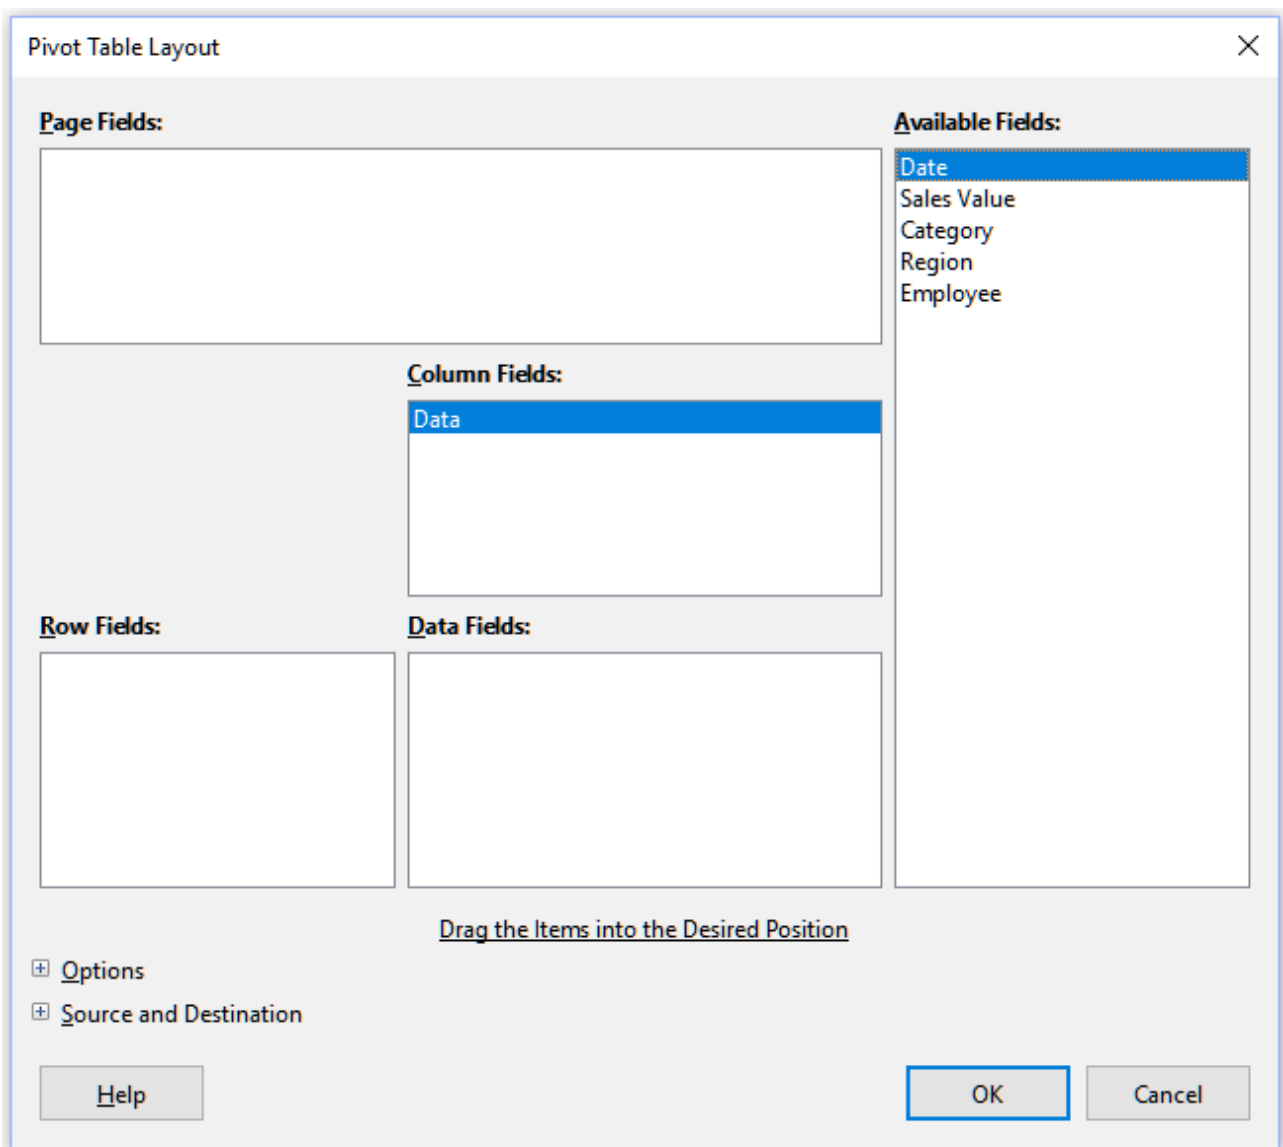 Pivot Table Layout
Page Fields:
Available Fields:
Date
Sales Value
Category
Region
Employee
Column Fields:
Data
Row Fields:
Data Fields:
Drag the Items into the Desired Position
Options
Source and Destination
Help
OK
Cancel